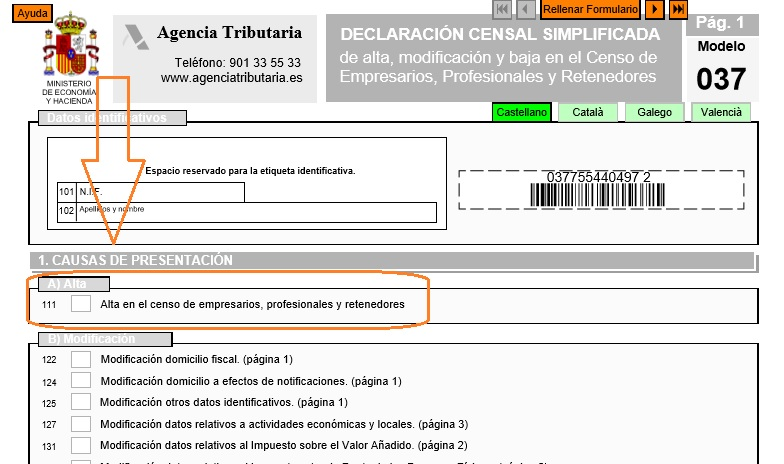 Ayuda
Rellenar Formulario
Pág. 1
Agencia Tributaria
Teléfono: 901 33 55 33
www.agenciatributaria.es
MINISTERIO
DE ECONOMÍA
Y HACIENDA
DECLARACIÓN CENSAL SIMPLIFICADA
de alta, modificación y baja en el Censo de
Empresarios, Profesionales y Retenedores
Modelo
037
Castellano
Català
Galego
Valencià
Datos identificativos
Espacio reservado para la etiqueta identificativa.
101 N.I.F.
102 Apellidos y nombre
037755440497 2
1. CAUSAS DE PRESENTACIÓN
A) Alta
111 Alta en el censo de empresarios, profesionales y retenedores
B) Modificación
122 Modificación domicilio fiscal. (página 1)
124 Modificación domicilio a efectos de notificaciones. (página 1)
125 Modificación otros datos identificativos. (página 1)
127 Modificación datos relativos a actividades económicas y locales. (página 3)
131 Modificación datos relativos al Impuesto sobre el Valor Añadido. (página 2)